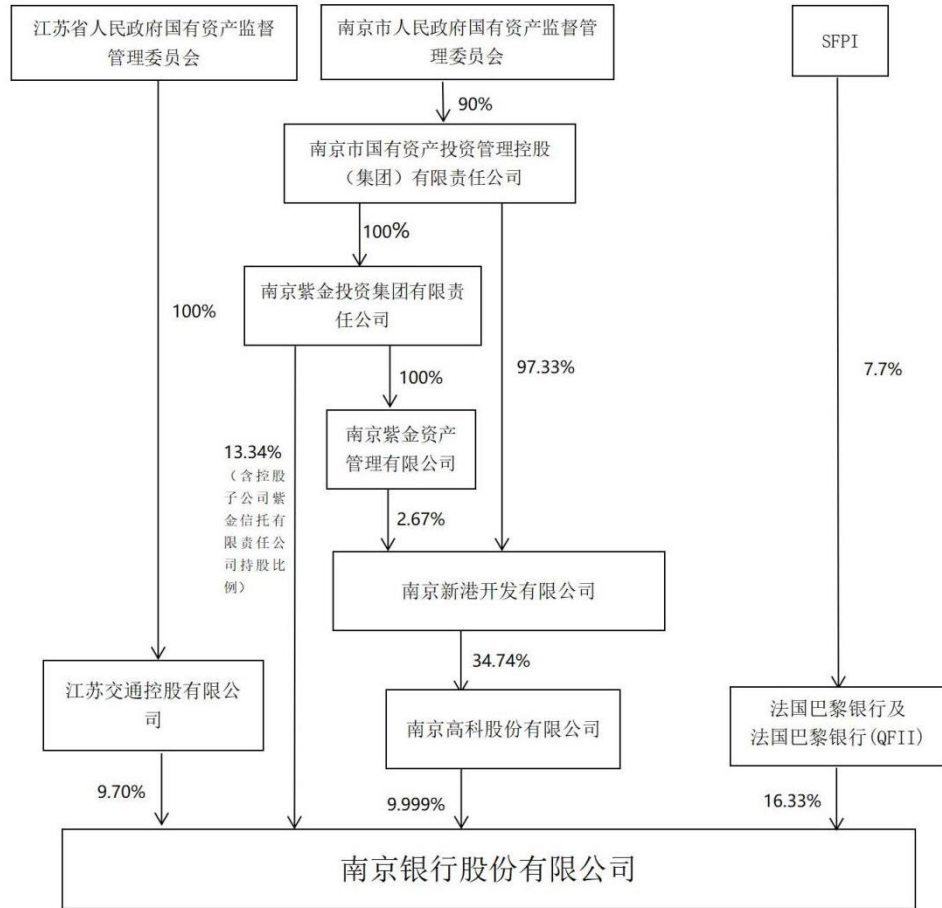 江苏省人民政府国有资产监督
管理委员会
南京市人民政府国有资产监督管
理委员会
SFPI
90%
南京市国有资产投资管理控股
（集团）有限责任公司
100%
南京紫金投资集团有限责
任公司
100%
97.33%
7.7%
100%
南京紫金资产
管理有限公司
13.34%
（含控股
子公司紫
金信托有
限责任公
司持股比
例）
2.67%
南京新港开发有限公司
34.74%
江苏交通控股有限公
司
南京高科股份有限公司
法国巴黎银行及
法国巴黎银行(QFII)
9.70%
9.999%
16.33%
南京银行股份有限公司